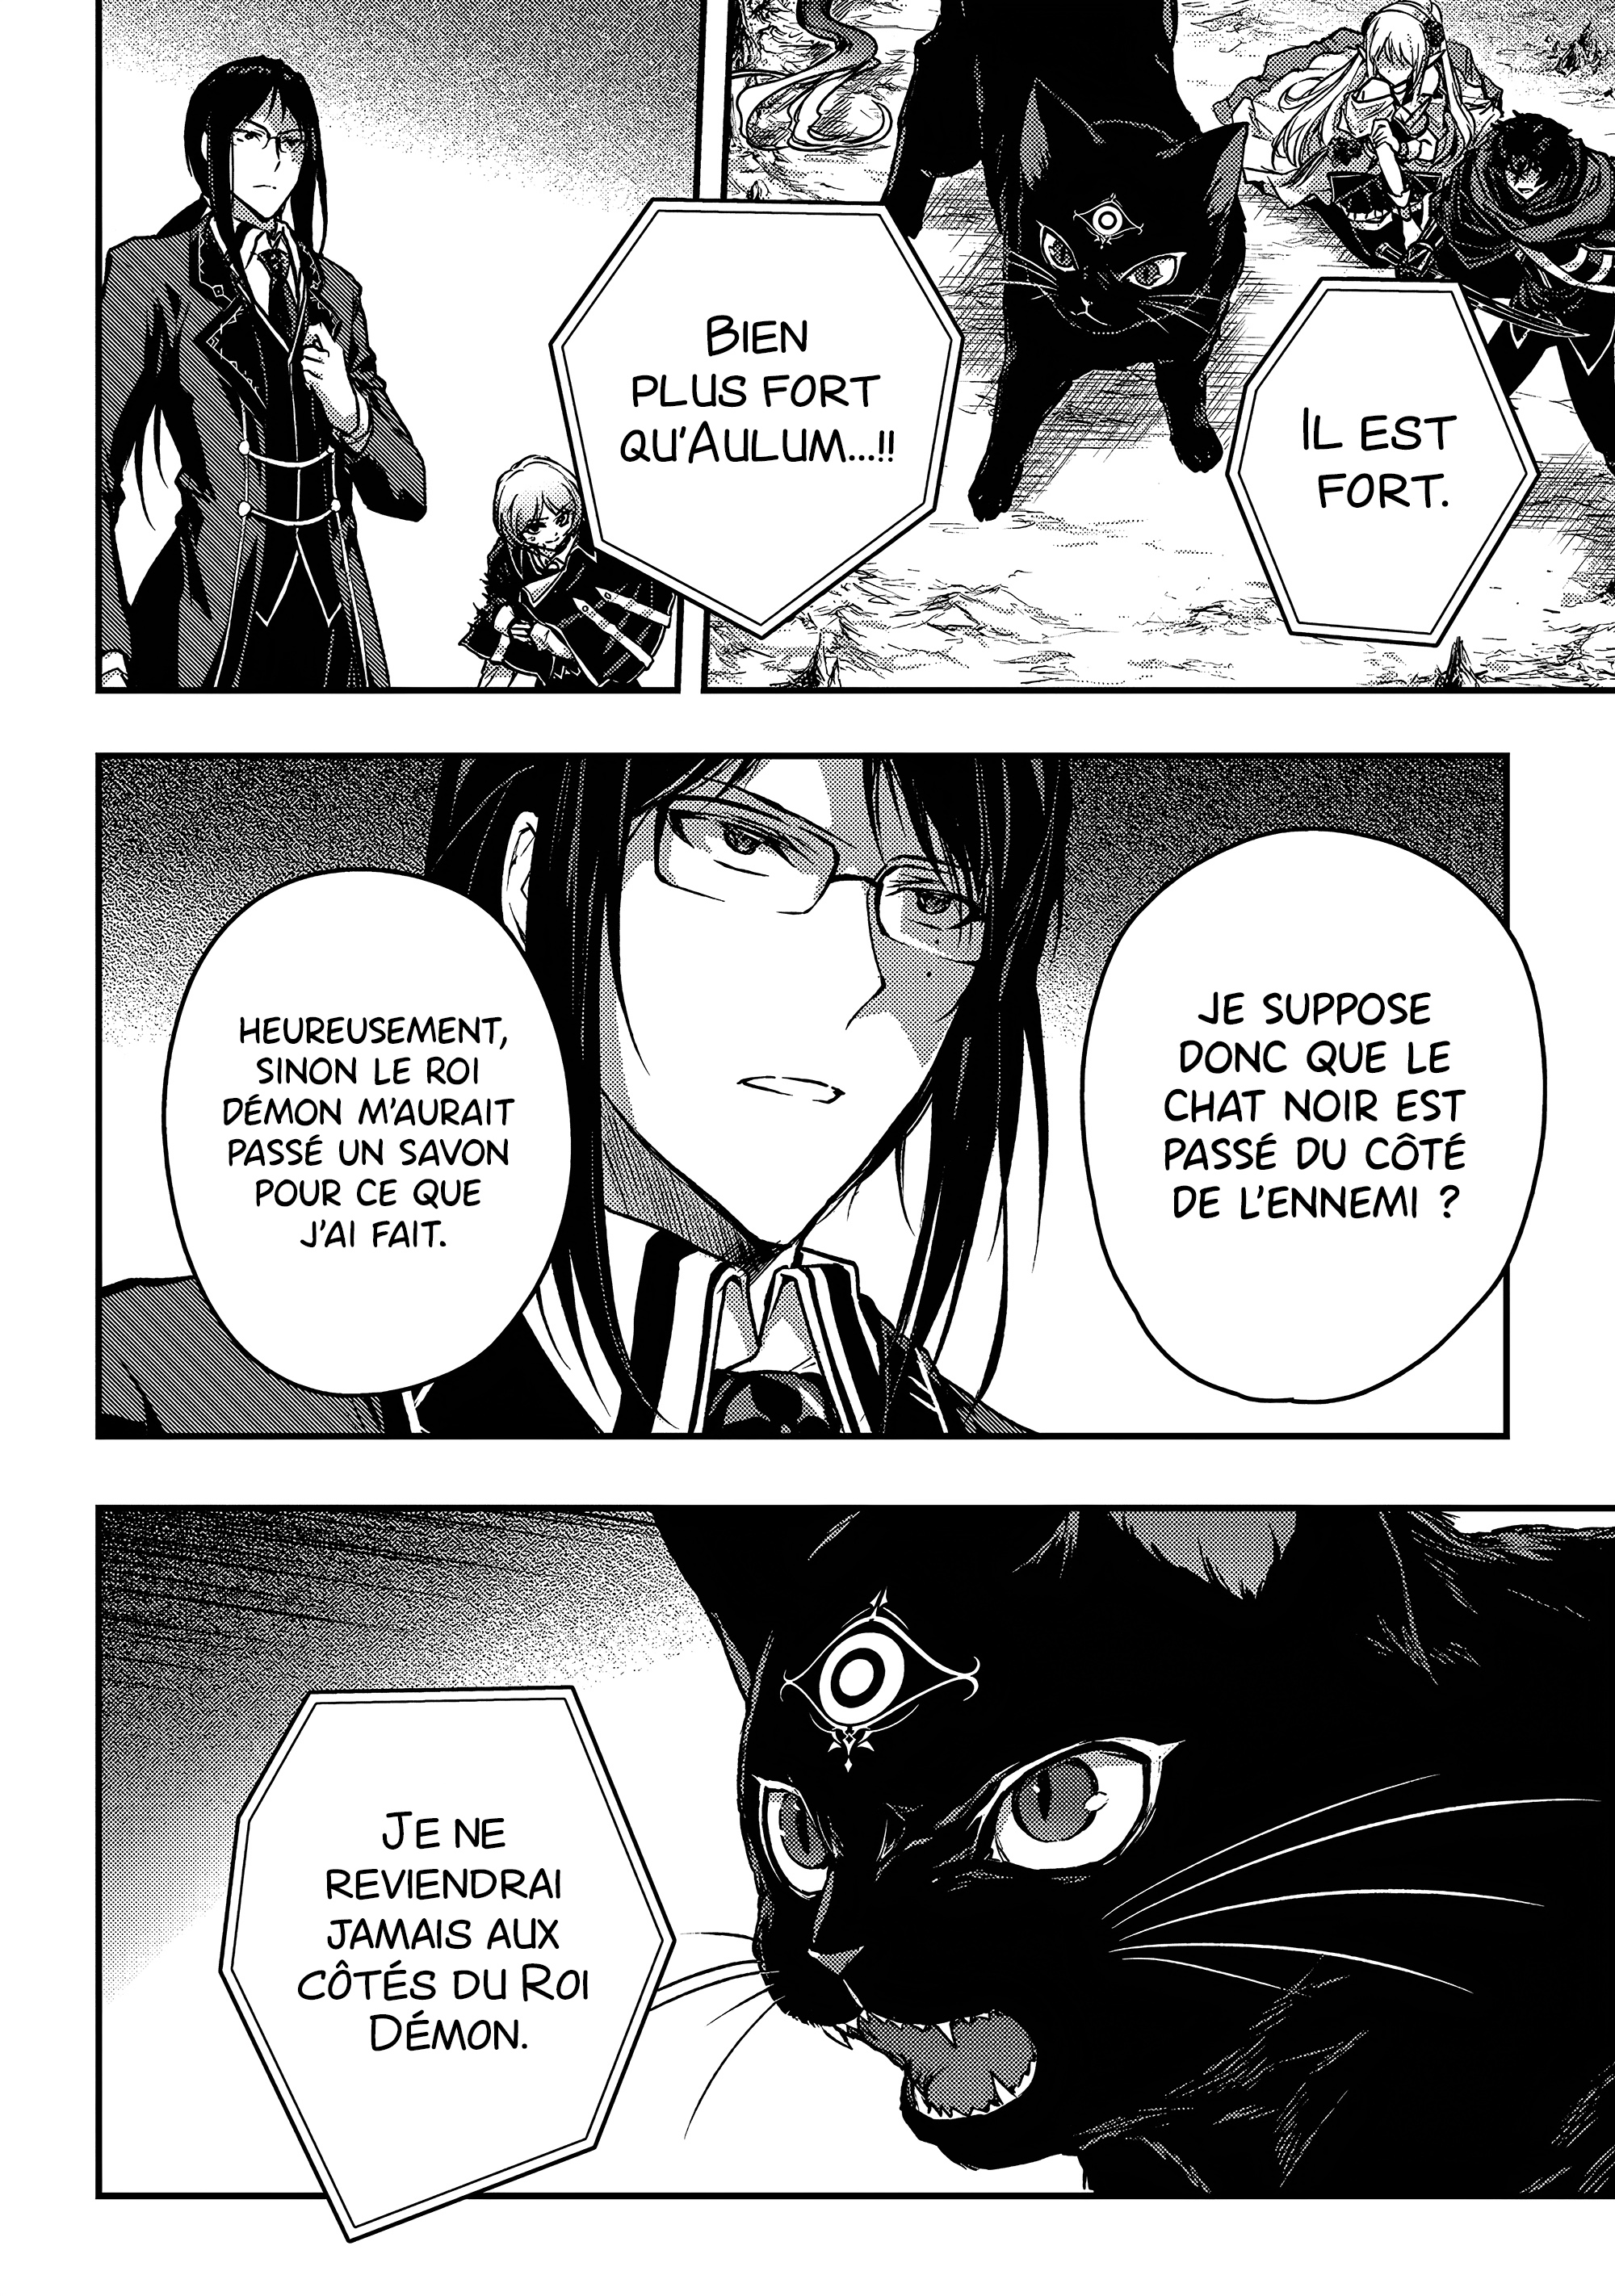 IL EST
FORT.
BIEN
PLUS FORT
QU'AULUM...!!
JE SUPPOSE
DONC QUE LE
CHAT NOIR EST
PASSÉ DU CÔTÉ
DE L'ENNEMI ?
HEUREUSEMENT,
SINON LE ROI
DÉMON M'AURAIT
PASSÉ UN SAVON
POUR CE QUE
J'AI FAIT.
JE NE
REVIENDRAI
JAMAIS AUX
CÔTÉS DU ROI
DÉMON.